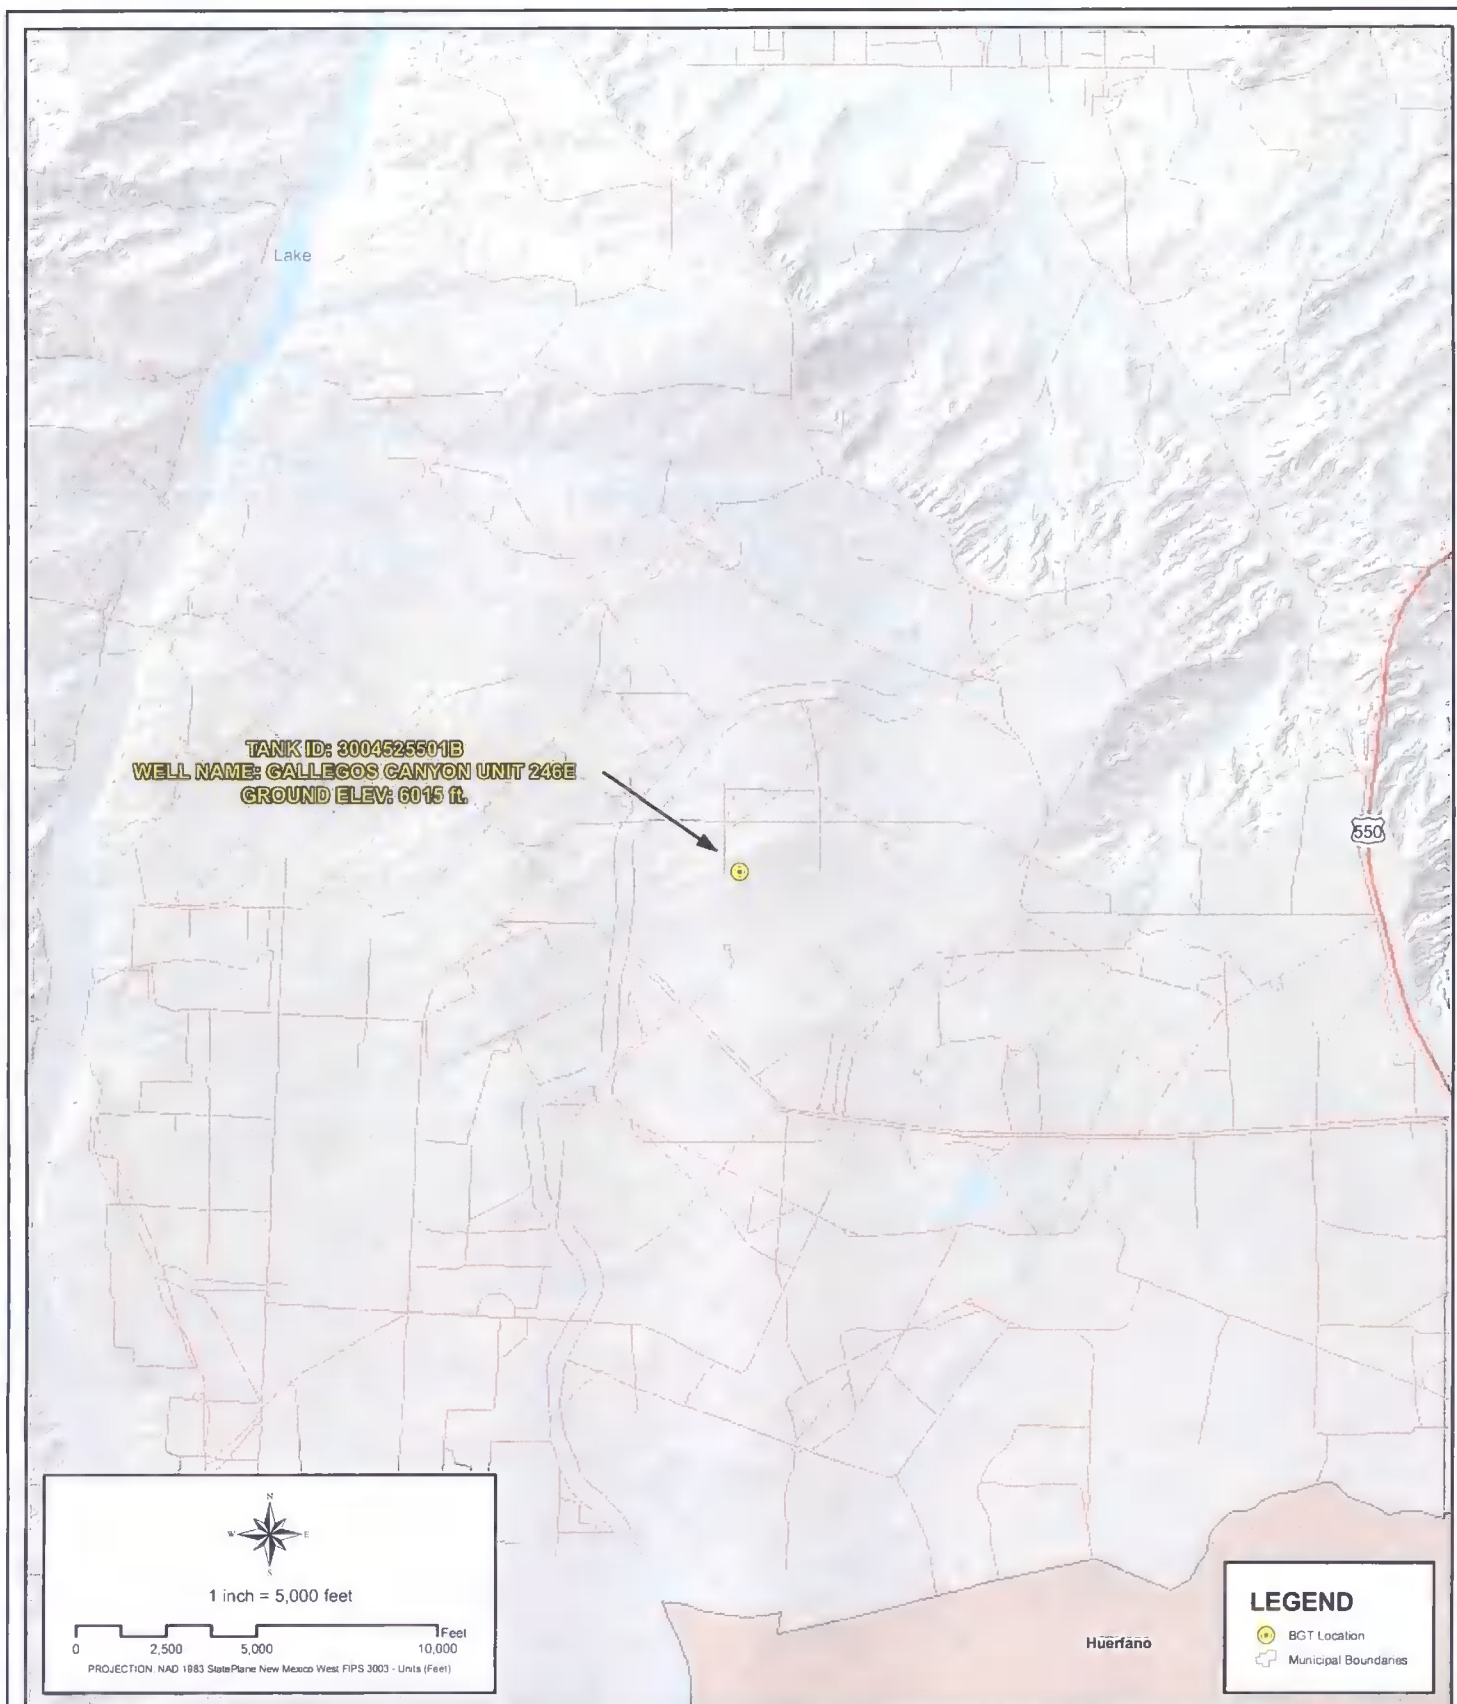 Lake
TANK ID: 3004525501B
WELL NAME: GALLEGOS CANYON UNIT 246E
GROUND ELEV: 6015 ft.
550
N
W E
S
1 inch = 5,000 feet
Feet
0 2,500 5,000 10,000
PROJECTION: NAD 1983 StatePlane New Mexico West FIPS 3003 - Units (Feet)
Huerfano
LEGEND
BGT Location
Municipal Boundaries